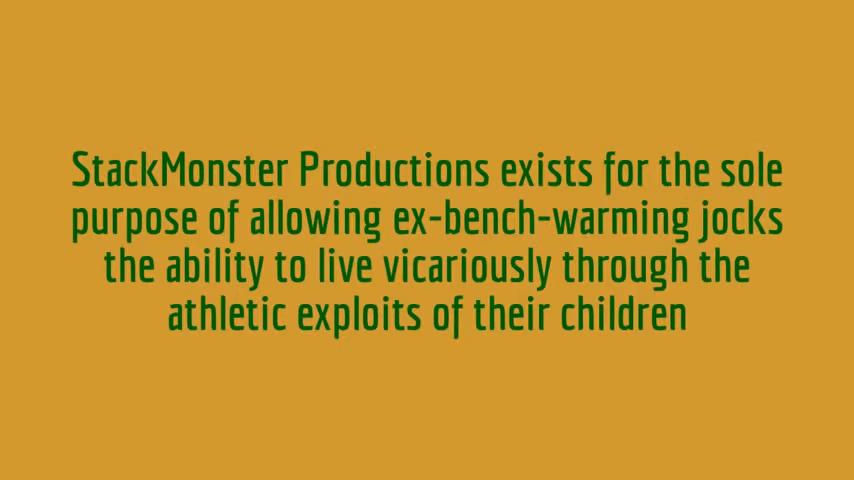 StackMonster Productions exists for the sole
purpose of allowing ex-bench-warming jocks
the ability to live vicariously through the
athletic exploits of their children